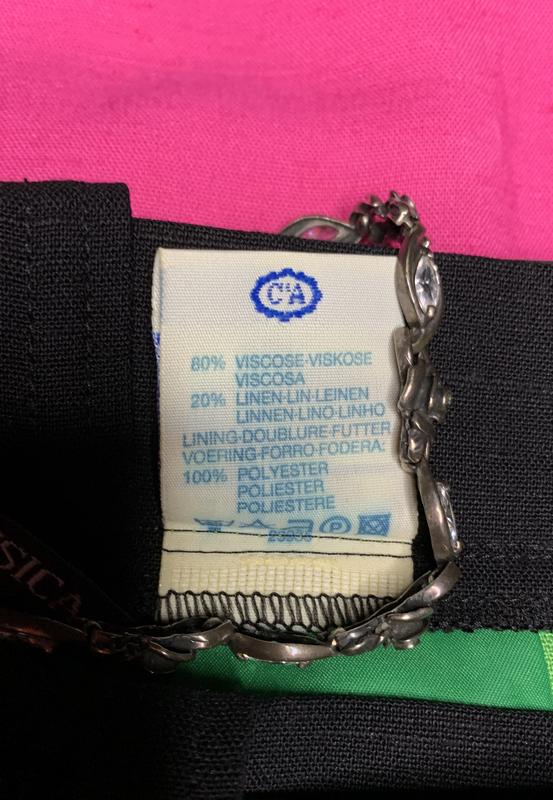 C&A
80% VISCOSE·VISKOSE
VISCOSA
20% LINEN·LIN·LEINEN
LINNEN·LINO·LINHO
LINING·DOUBLURE·FUTTER
VOERING·FORRO·FODERA:
100% POLYESTER
POLIESTER
POLIESTERE